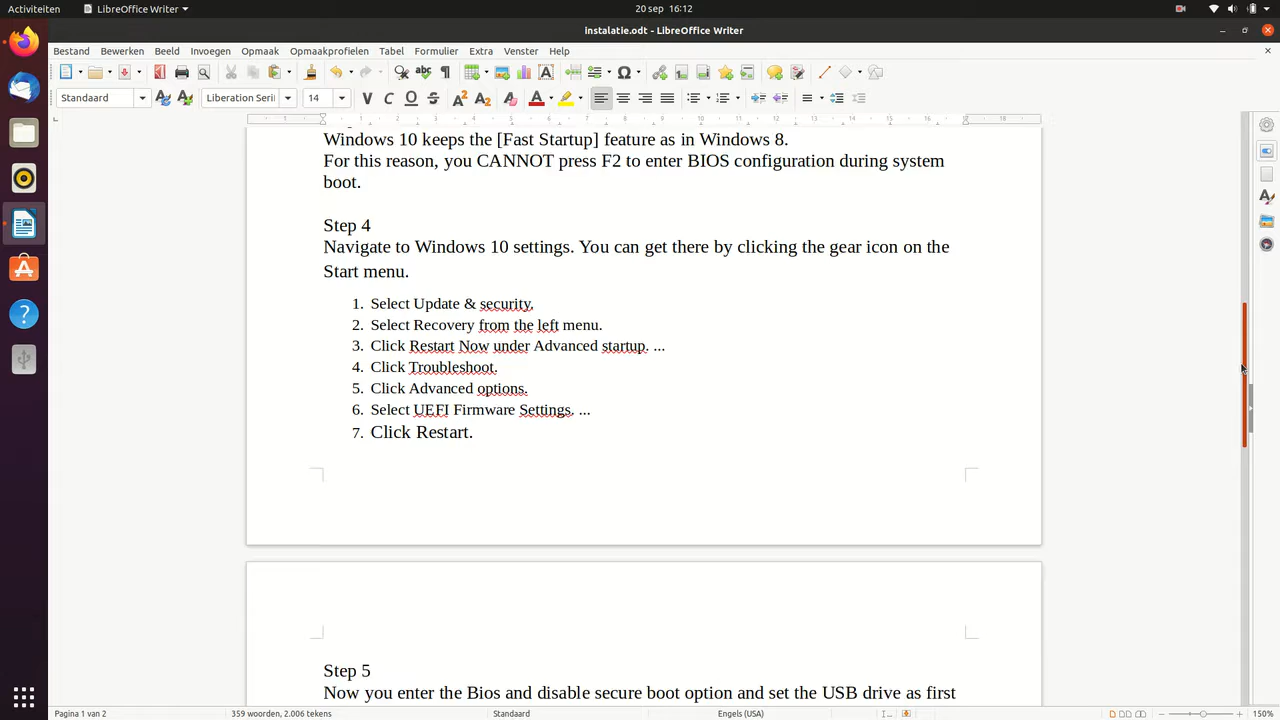 Activiteiten LibreOffice Writer 20 sep 16:12
instalatie.odt - LibreOffice Writer
Bestand Bewerken Beeld Invoegen Opmaak Opmaakprofielen Tabel Formulier Extra Venster Help
Standaard Liberation Seri 14
Windows 10 keeps the [Fast Startup] feature as in Windows 8.
For this reason, you CANNOT press F2 to enter BIOS configuration during system
boot.
Step 4
Navigate to Windows 10 settings. You can get there by clicking the gear icon on the
Start menu.
1. Select Update & security.
2. Select Recovery from the left menu.
3. Click Restart Now under Advanced startup. ...
4. Click Troubleshoot.
5. Click Advanced options.
6. Select UEFI Firmware Settings. ...
7. Click Restart.
Step 5
Now you enter the Bios and disable secure boot option and set the USB drive as first
Pagina 1 van 2 359 woorden, 2.006 tekens Standaard Engels (USA) 150%